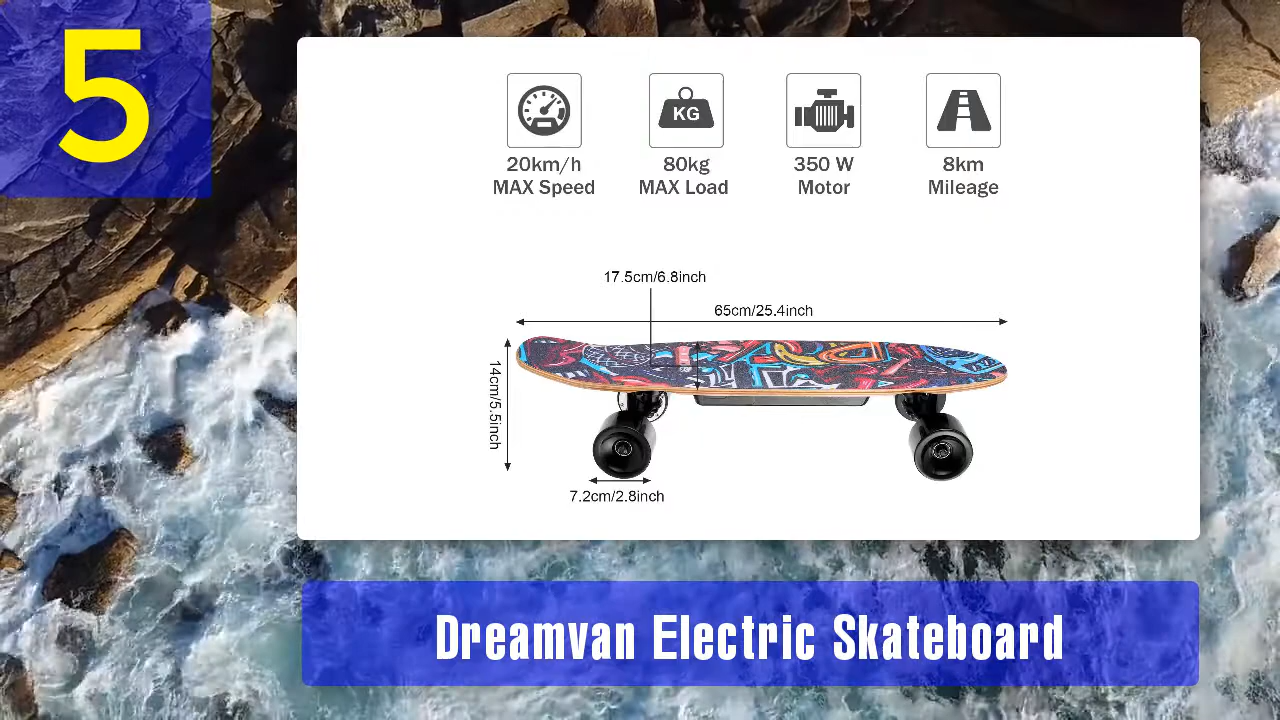 5
KG
20km/h
MAX Speed
80kg
MAX Load
350 W
Motor
8km
Mileage
17.5cm/6.8inch
65cm/25.4inch
14cm/5.5inch
7.2cm/2.8inch
Dreamvan Electric Skateboard